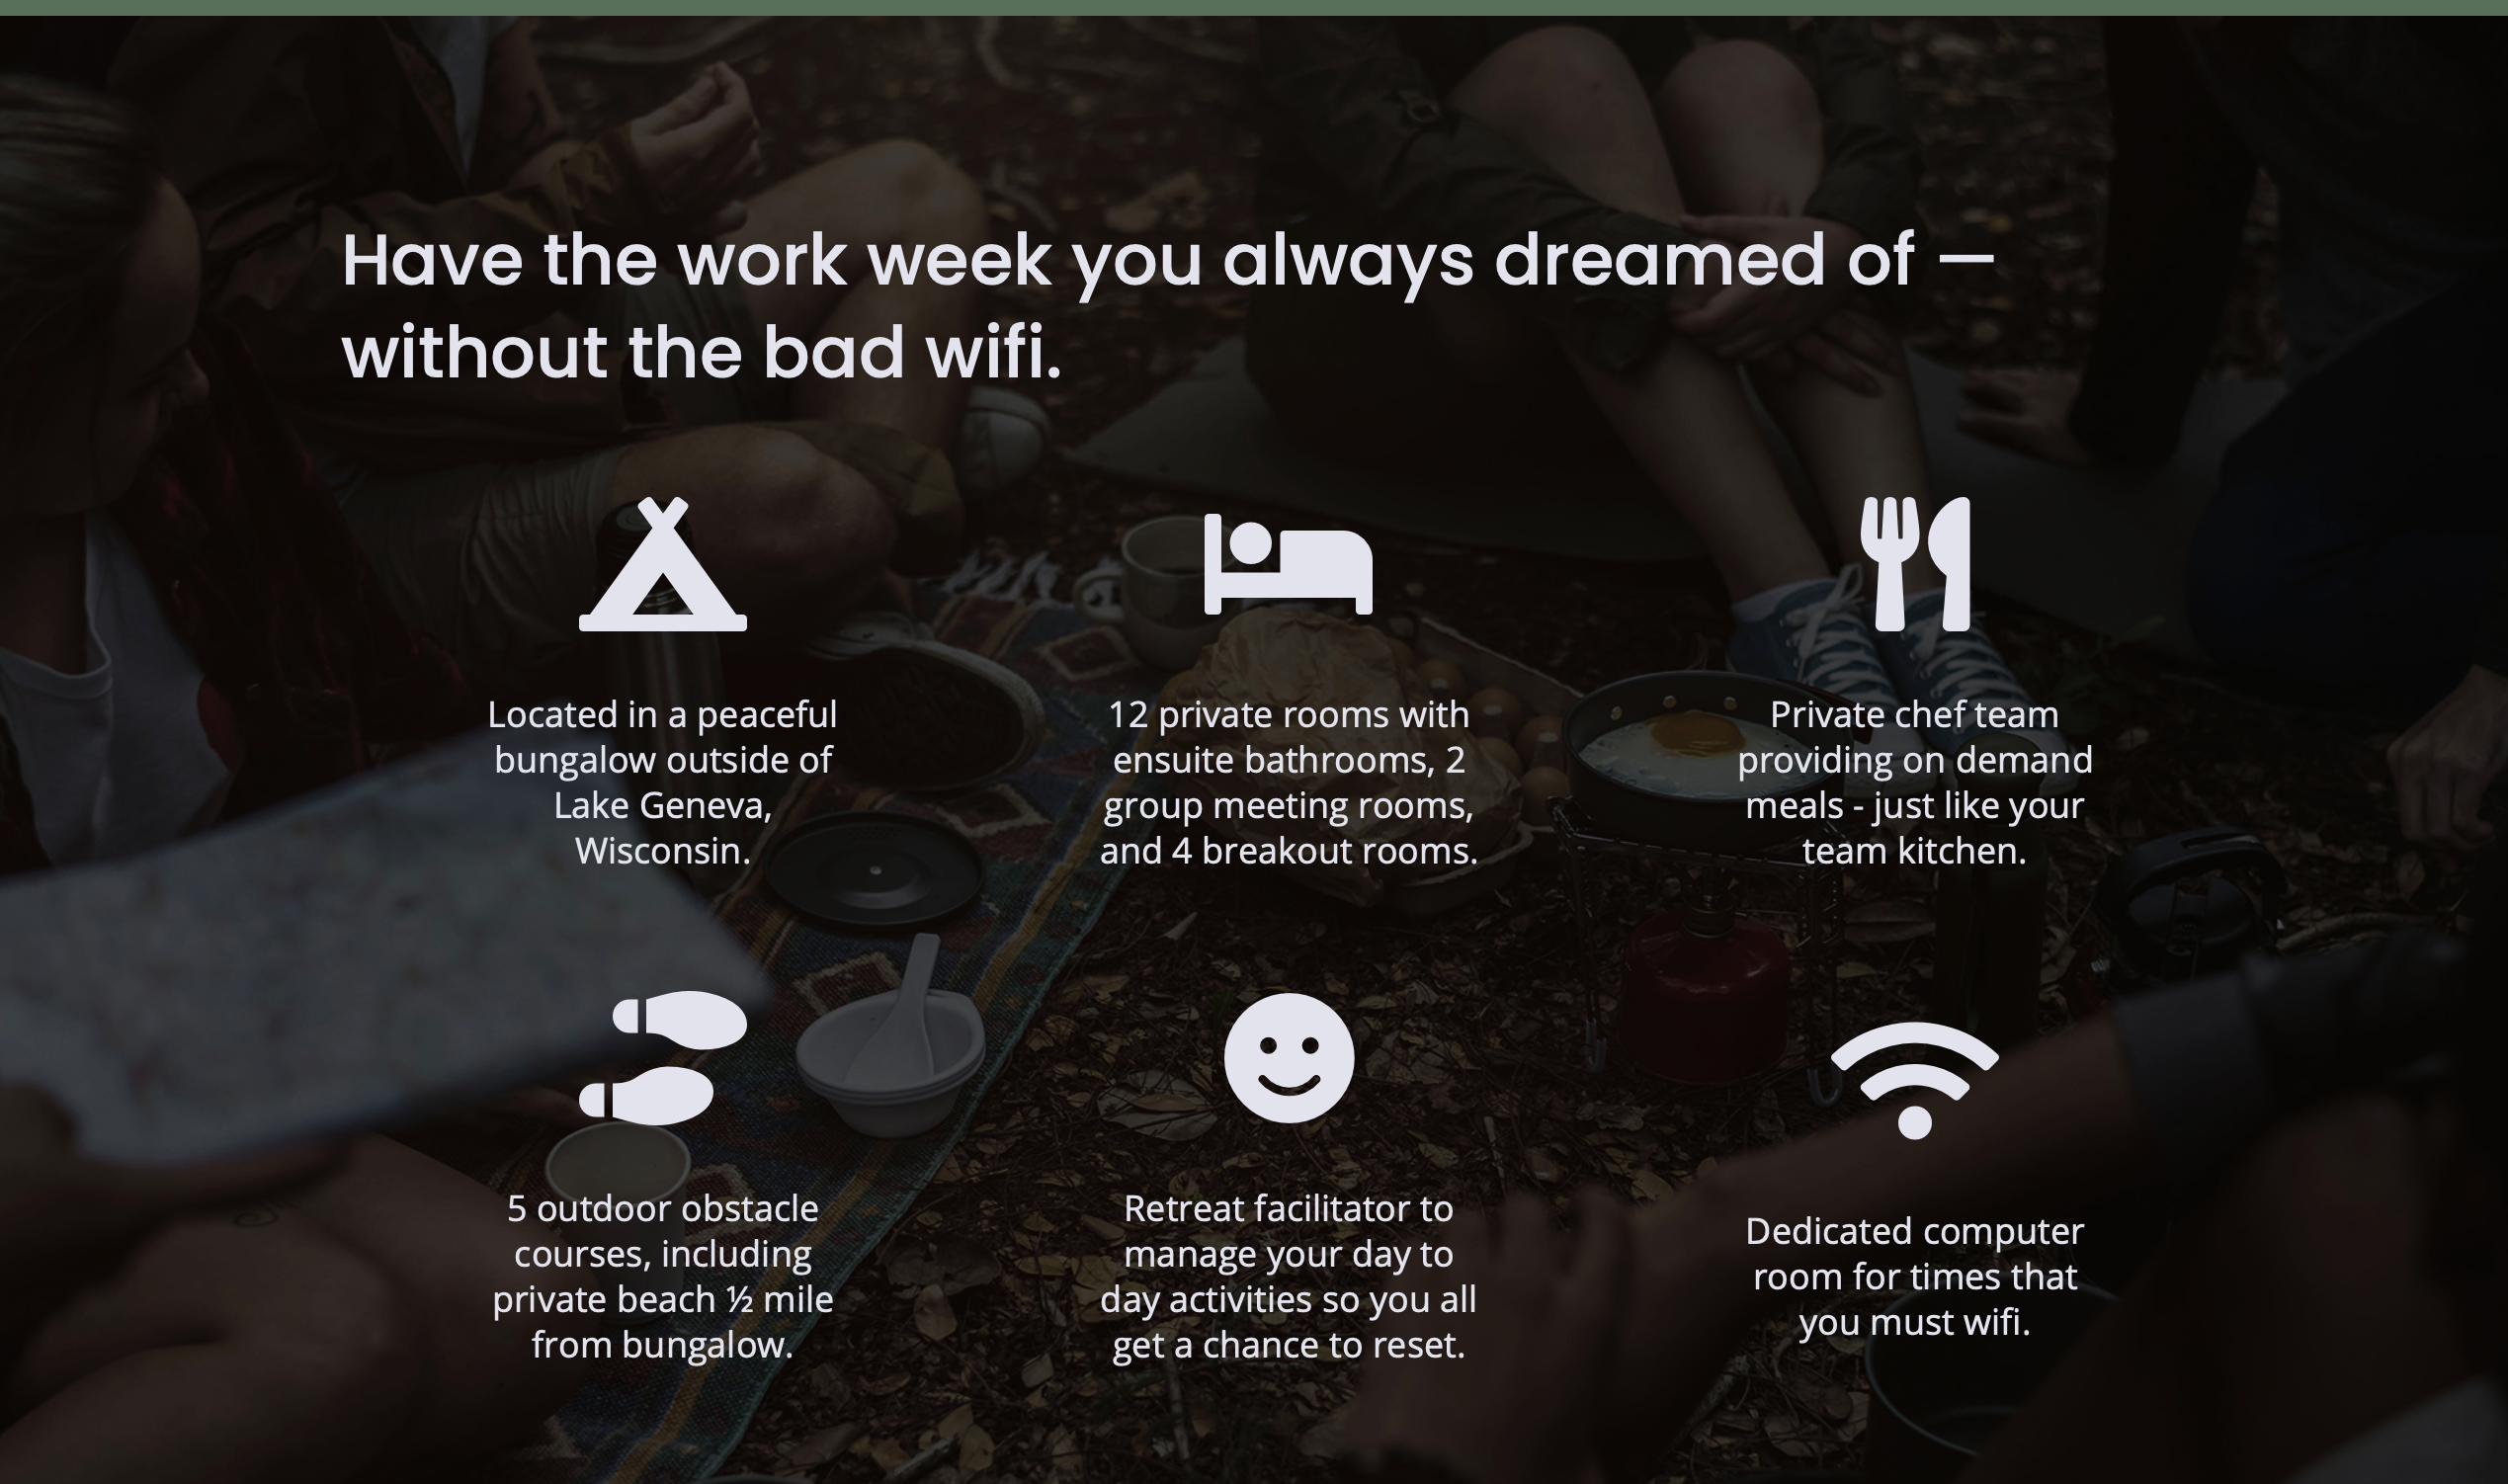 Have the work week you always dreamed of —
without the bad wifi.
Located in a peaceful
bungalow outside of
Lake Geneva,
Wisconsin.
12 private rooms with
ensuite bathrooms, 2
group meeting rooms,
and 4 breakout rooms.
Private chef team
providing on demand
meals - just like your
team kitchen.
5 outdoor obstacle
courses, including
private beach ½ mile
from bungalow.
Retreat facilitator to
manage your day to
day activities so you all
get a chance to reset.
Dedicated computer
room for times that
you must wifi.